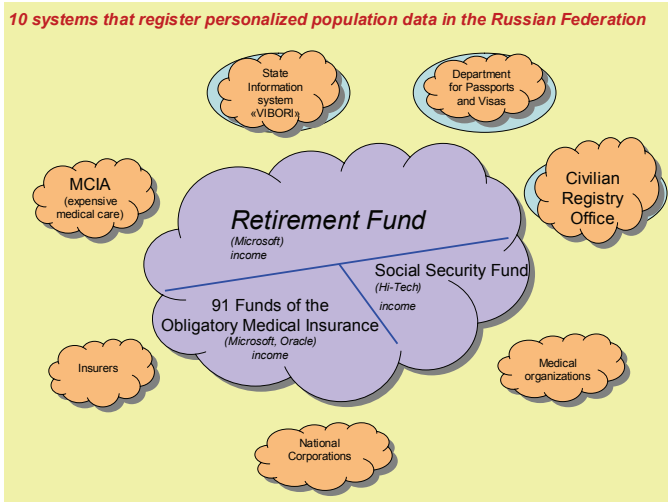 10 systems that register personalized population data in the Russian Federation
State
Information
system
«VIBORI»
Department
for Passports
and Visas
MCIA
(expensive
medical care)
Civilian
Registry
Office
Retirement Fund
(Microsoft)
income
Social Security Fund
(Hi-Tech)
income
91 Funds of the
Obligatory Medical Insurance
(Microsoft, Oracle)
income
Insurers
Medical
organizations
National
Corporations